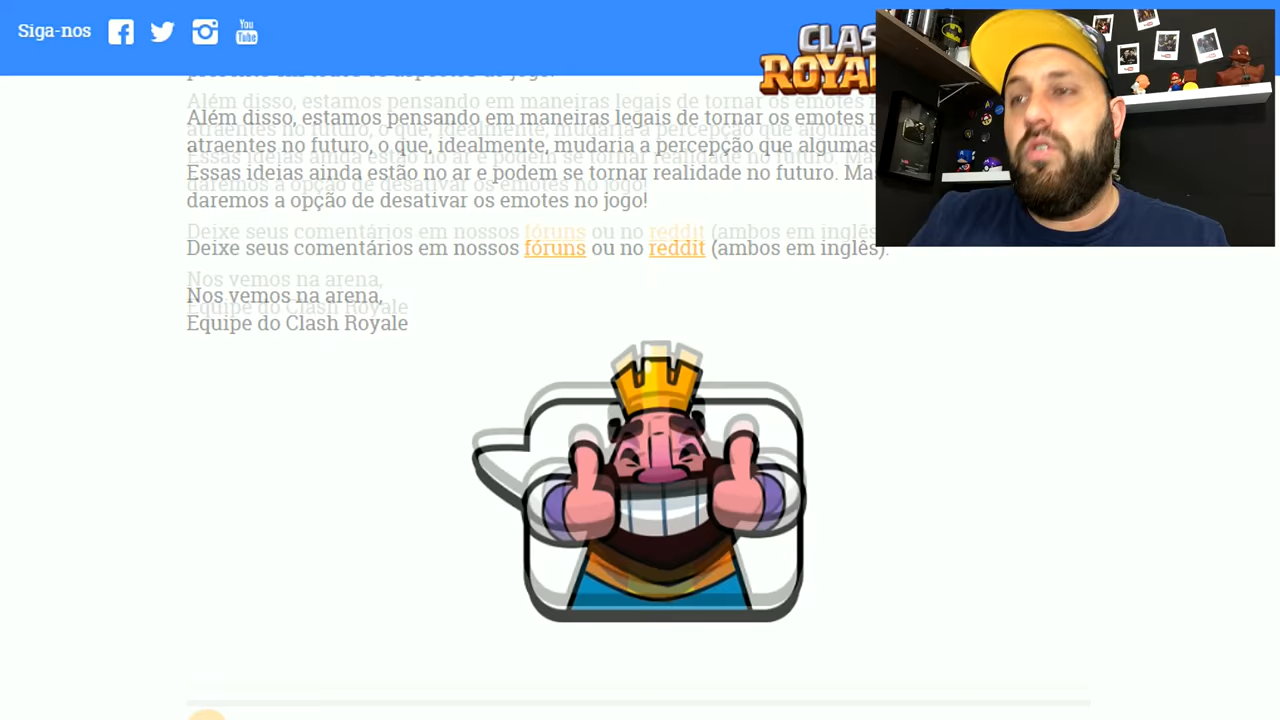 Siga-nos
You
Tube
CLAS
ROYA
Além disso, estamos pensando em maneiras legais de tornar os emotes
atraentes no futuro, o que, idealmente, mudaria a percepção que algumas
Essas ideias ainda estão no ar e podem se tornar realidade no futuro. Mas
daremos a opção de desativar os emotes no jogo!
Deixe seus comentários em nossos fóruns ou no reddit (ambos em inglês).
Nos vemos na arena,
Equipe do Clash Royale